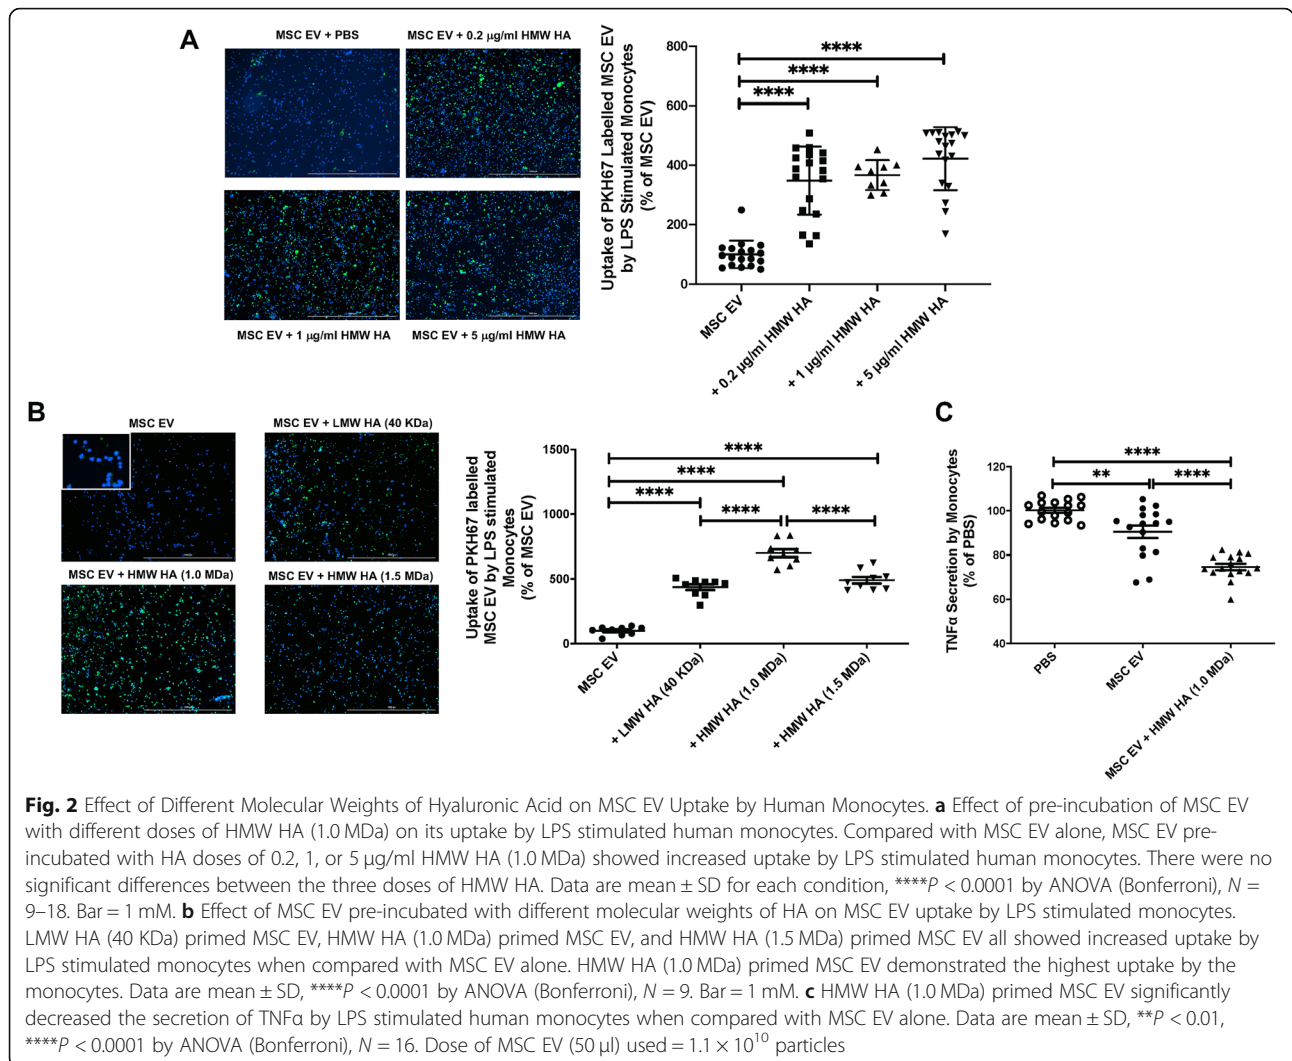 A
MSC EV + PBS
MSC EV + 0.2 µg/ml HMW HA
MSC EV + 1 µg/ml HMW HA
MSC EV + 5 µg/ml HMW HA
Uptake of PKH67 Labelled MSC EV
by LPS Stimulated Monocytes
(% of MSC EV)
800
600
400
200
0
****
****
****
MSC EV
+ 0.2 µg/ml HMW HA
+ 1 µg/ml HMW HA
+ 5 µg/ml HMW HA
B
MSC EV
MSC EV + LMW HA (40 KDa)
MSC EV + HMW HA (1.0 MDa)
MSC EV + HMW HA (1.5 MDa)
Uptake of PKH67 labelled
MSC EV by LPS stimulated
Monocytes
(% of MSC EV)
1500
1000
500
0
****
****
****
****
****
MSC EV
+ LMW HA (40 KDa)
+ HMW HA (1.0 MDa)
+ HMW HA (1.5 MDa)
C
TNFα Secretion by Monocytes
(% of PBS)
120
100
80
60
40
****
**
****
PBS
MSC EV
MSC EV + HMW HA (1.0 MDa)
Fig. 2 Effect of Different Molecular Weights of Hyaluronic Acid on MSC EV Uptake by Human Monocytes. a Effect of pre-incubation of MSC EV
with different doses of HMW HA (1.0 MDa) on its uptake by LPS stimulated human monocytes. Compared with MSC EV alone, MSC EV pre-
incubated with HA doses of 0.2, 1, or 5 µg/ml HMW HA (1.0 MDa) showed increased uptake by LPS stimulated human monocytes. There were no
significant differences between the three doses of HMW HA. Data are mean ± SD for each condition, ****P < 0.0001 by ANOVA (Bonferroni), N =
9–18. Bar = 1 mM. b Effect of MSC EV pre-incubated with different molecular weights of HA on MSC EV uptake by LPS stimulated monocytes.
LMW HA (40 KDa) primed MSC EV, HMW HA (1.0 MDa) primed MSC EV, and HMW HA (1.5 MDa) primed MSC EV all showed increased uptake by
LPS stimulated monocytes when compared with MSC EV alone. HMW HA (1.0 MDa) primed MSC EV demonstrated the highest uptake by the
monocytes. Data are mean ± SD, ****P < 0.0001 by ANOVA (Bonferroni), N = 9. Bar = 1 mM. c HMW HA (1.0 MDa) primed MSC EV significantly
decreased the secretion of TNFα by LPS stimulated human monocytes when compared with MSC EV alone. Data are mean ± SD, **P < 0.01,
****P < 0.0001 by ANOVA (Bonferroni), N = 16. Dose of MSC EV (50 µl) used = 1.1 × 10¹⁰ particles